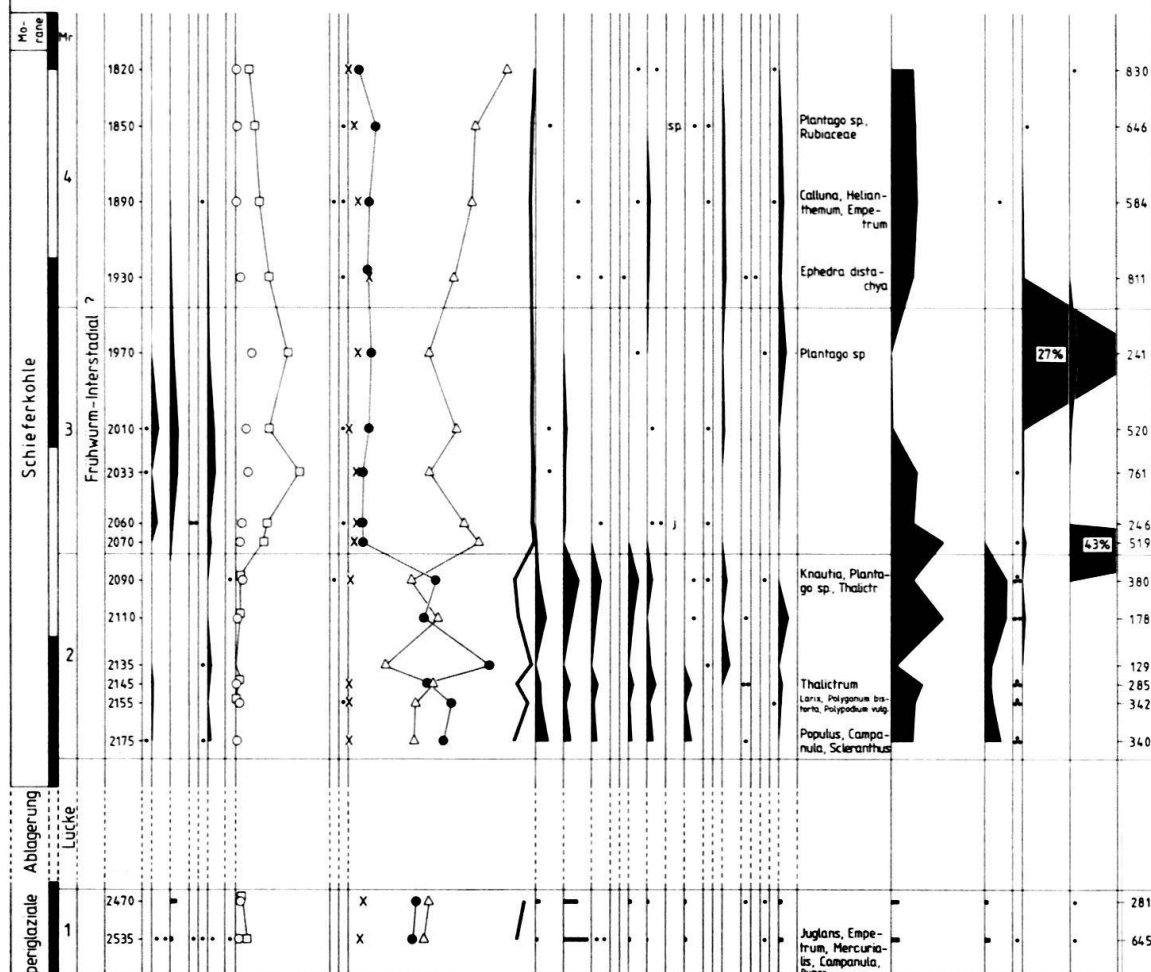 Mo-
rane
Mr
Schieferkohle
Ablagerung
periglaziale
Lücke
4
3
2
1
Fruhwurm-Interstadial ?
1820
830
1850
sp.
Plantago sp.,
Rubiaceae
646
1890
Calluna, Helian-
themum, Empe-
trum
584
1930
Ephedra dista-
chya
811
1970
Plantago sp
27%
241
2010
520
2033
761
2060
j
246
2070
43%
519
2090
Knautia, Planta-
go sp., Thalictr
380
2110
178
2135
129
2145
Thalictrum
285
2155
Larix, Polygonum bis-
torta, Polypodium vulg.
342
2175
Populus, Campa-
nula, Scleranthus
340
2470
281
2535
Juglans, Empe-
trum, Mercuria-
lis, Campanula,
645